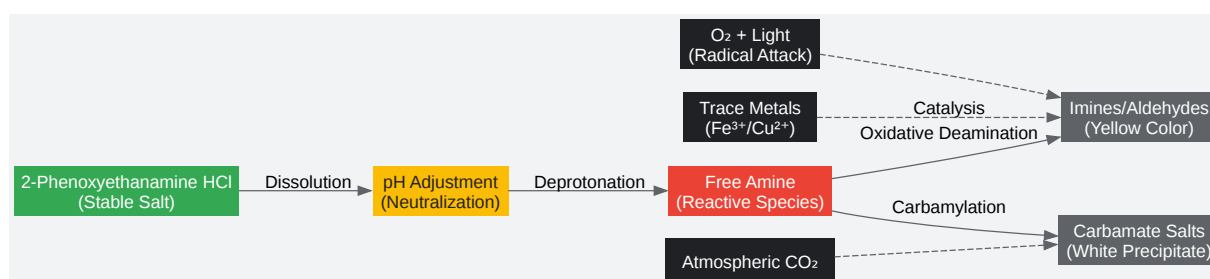 O₂ + Light
(Radical Attack)
Trace Metals
(Fe³⁺/Cu²⁺)
Catalysis
Oxidative Deamination
Imines/Aldehydes
(Yellow Color)
2-Phenoxyethanamine HCl
(Stable Salt)
Dissolution
pH Adjustment
(Neutralization)
Deprotonation
Free Amine
(Reactive Species)
Carbamylation
Carbamate Salts
(White Precipitate)
Atmospheric CO₂